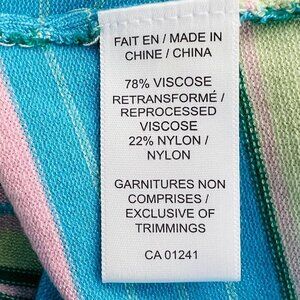 FAIT EN / MADE IN
CHINE / CHINA
78% VISCOSE
RETRANSFORMÉ /
REPROCESSED
VISCOSE
22% NYLON /
NYLON
GARNITURES NON
COMPRISES /
EXCLUSIVE OF
TRIMMINGS
CA 01241